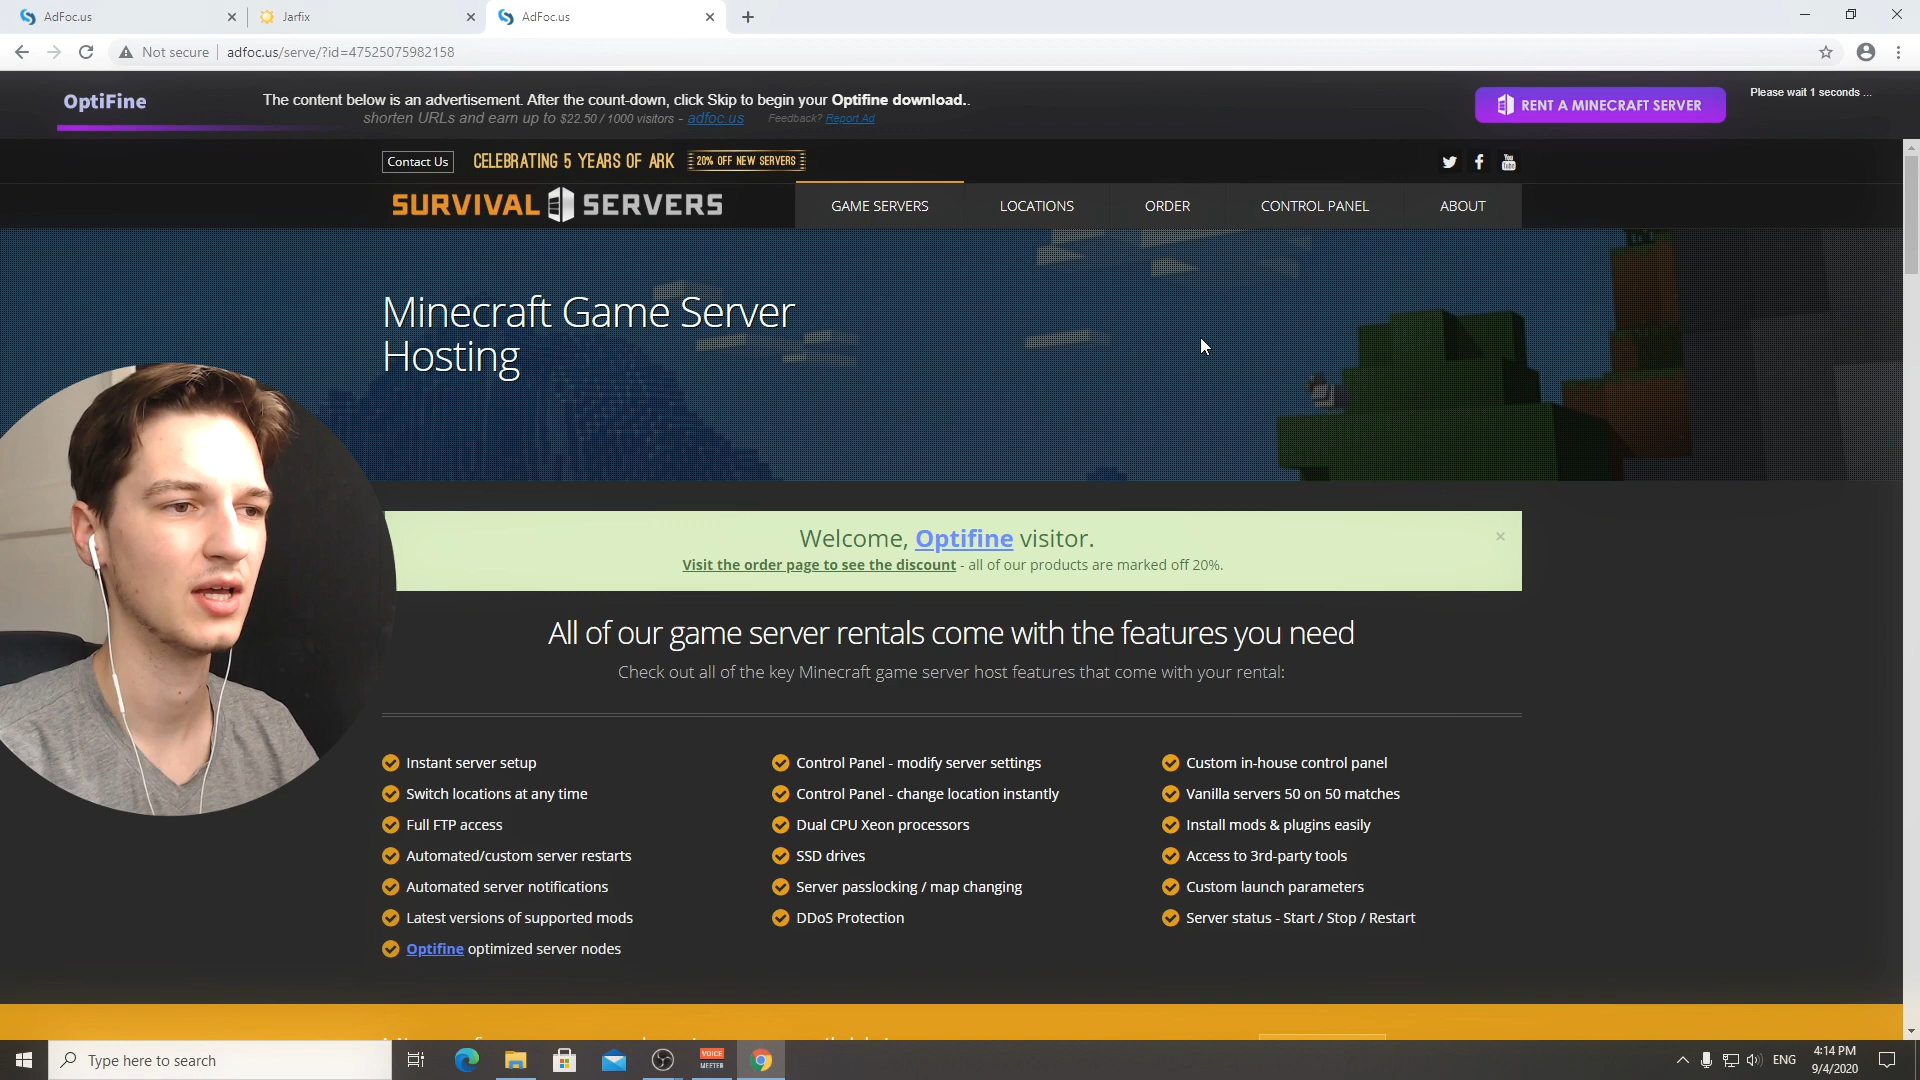 AdFoc.us
Jarfix
AdFoc.us
Not secure
adfoc.us/serve/?id=47525075982158
OptiFine
The content below is an advertisement. After the count-down, click Skip to begin your Optifine download..
shorten URLs and earn up to $22.50 / 1000 visitors - adfoc.us Feedback? Report Ad
RENT A MINECRAFT SERVER
Please wait 1 seconds ...
Contact Us
CELEBRATING 5 YEARS OF ARK
20% OFF NEW SERVERS
You Tube
SURVIVAL SERVERS
GAME SERVERS
LOCATIONS
ORDER
CONTROL PANEL
ABOUT
Minecraft Game Server
Hosting
Welcome, Optifine visitor.
Visit the order page to see the discount - all of our products are marked off 20%.
All of our game server rentals come with the features you need
Check out all of the key Minecraft game server host features that come with your rental:
Instant server setup
Switch locations at any time
Full FTP access
Automated/custom server restarts
Automated server notifications
Latest versions of supported mods
Optifine optimized server nodes
Control Panel - modify server settings
Control Panel - change location instantly
Dual CPU Xeon processors
SSD drives
Server passlocking / map changing
DDoS Protection
Custom in-house control panel
Vanilla servers 50 on 50 matches
Install mods & plugins easily
Access to 3rd-party tools
Custom launch parameters
Server status - Start / Stop / Restart
Type here to search
VOICE
MEETER
ENG
4:14 PM
9/4/2020